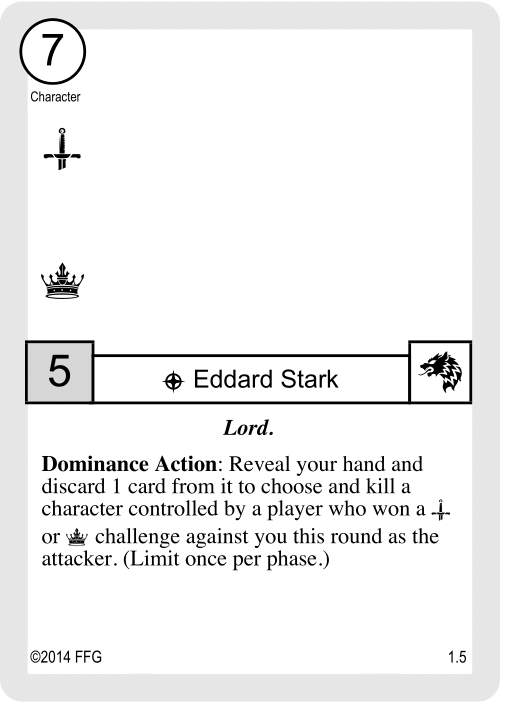 7
Character
5
Eddard Stark
Lord.
Dominance Action: Reveal your hand and
discard 1 card from it to choose and kill a
character controlled by a player who won a
or challenge against you this round as the
attacker. (Limit once per phase.)
©2014 FFG
1.5